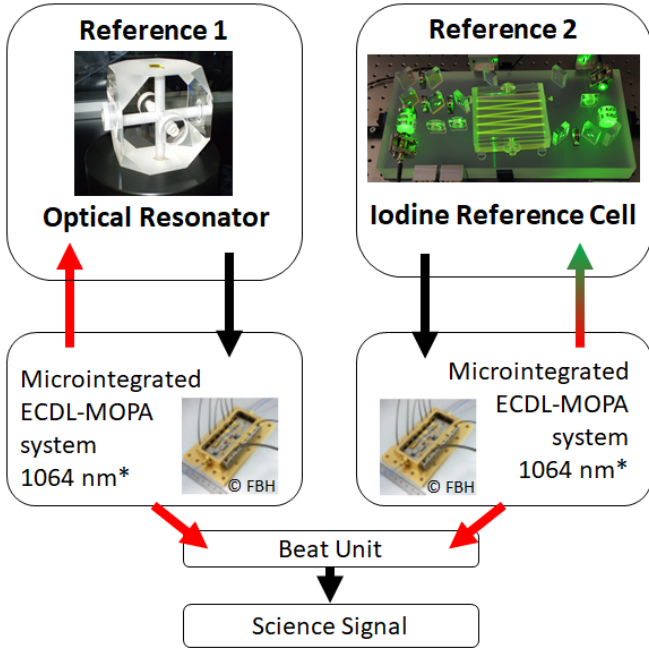 Reference 1
Optical Resonator
Reference 2
Iodine Reference Cell
Microintegrated
ECDL-MOPA
system
1064 nm*
© FBH
Microintegrated
ECDL-MOPA
system
1064 nm*
© FBH
Beat Unit
Science Signal